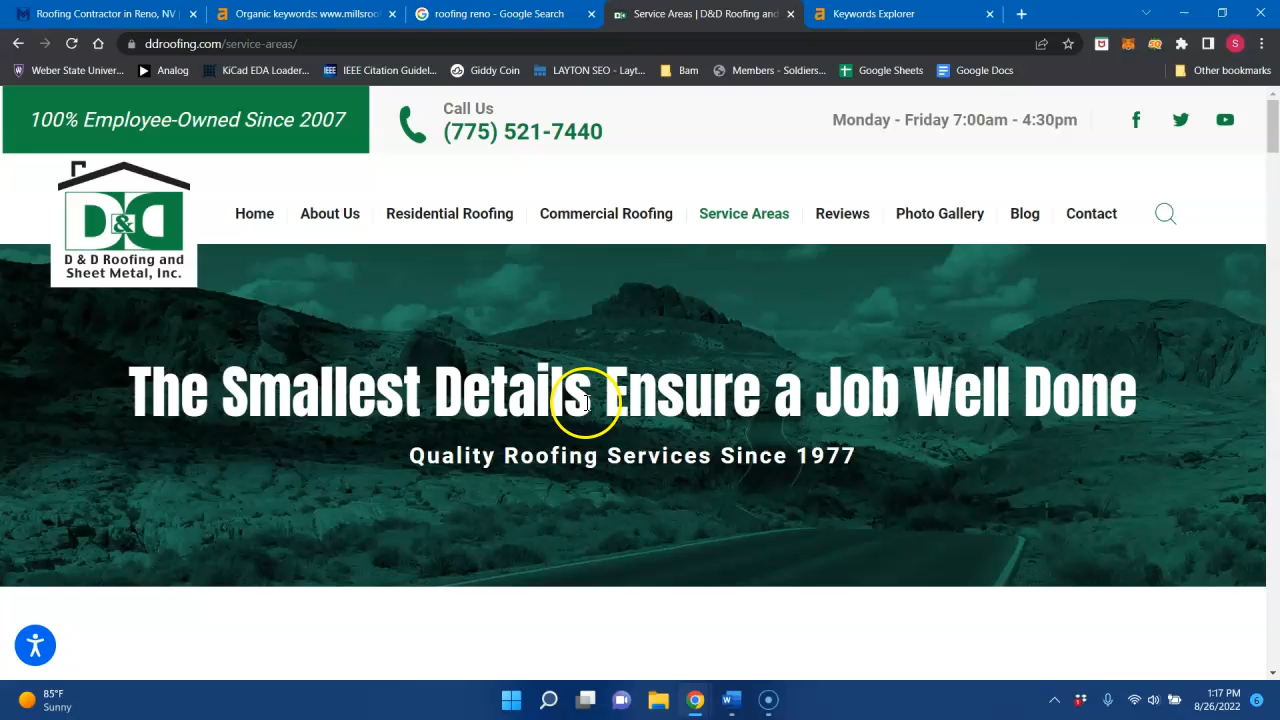 Roofing Contractor in Reno, NV |
Organic keywords: www.millsroof
roofing reno - Google Search
Service Areas | D&D Roofing and
Keywords Explorer
ddroofing.com/service-areas/
Weber State Univer...
Analog
KiCad EDA Loader...
IEEE Citation Guidel...
Giddy Coin
LAYTON SEO - Layt...
Bam
Members - Soldiers...
Google Sheets
Google Docs
Other bookmarks
100% Employee-Owned Since 2007
Call Us
(775) 521-7440
Monday - Friday 7:00am - 4:30pm
D&D
D & D Roofing and
Sheet Metal, Inc.
Home
About Us
Residential Roofing
Commercial Roofing
Service Areas
Reviews
Photo Gallery
Blog
Contact
The Smallest Details Ensure a Job Well Done
Quality Roofing Services Since 1977
85°F
Sunny
1:17 PM
8/26/2022
6